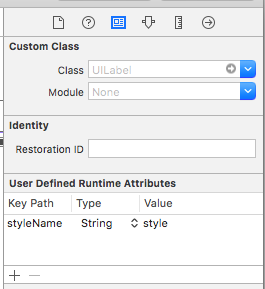 Custom Class
Class UILabel
Module None
Identity
Restoration ID
User Defined Runtime Attributes
Key Path Type Value
styleName String style